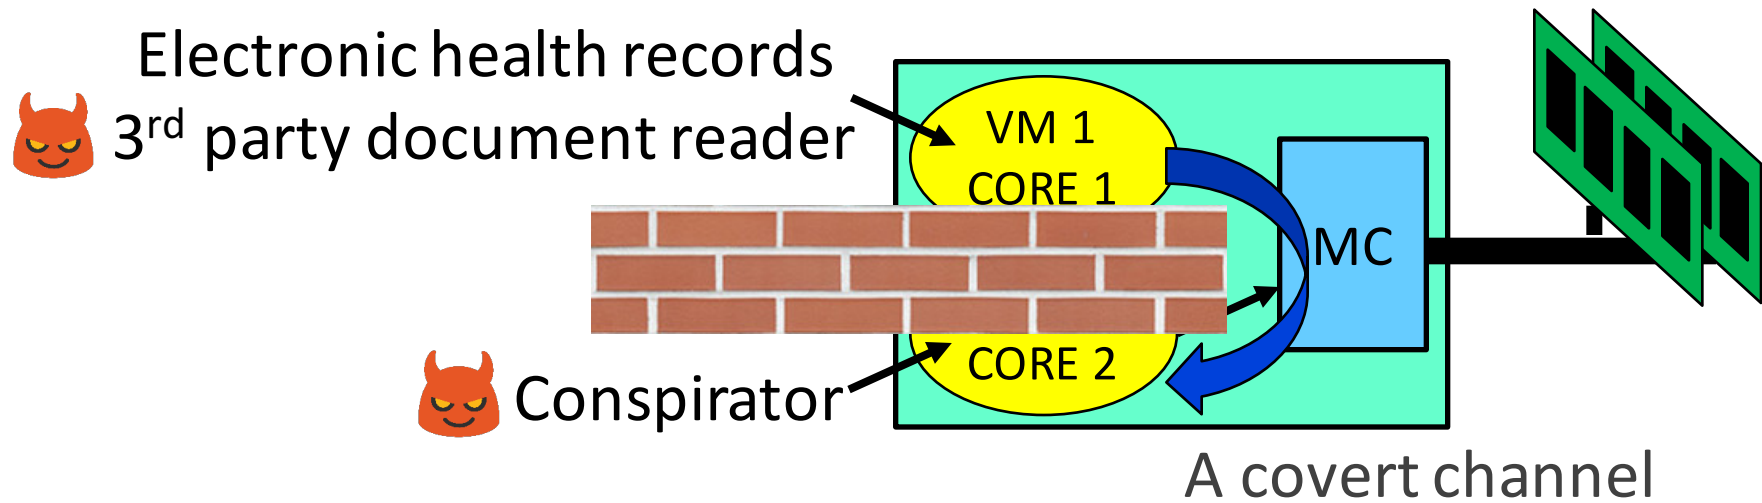 Electronic health records
3rd party document reader
VM 1
CORE 1
MC
CORE 2
Conspirator
A covert channel